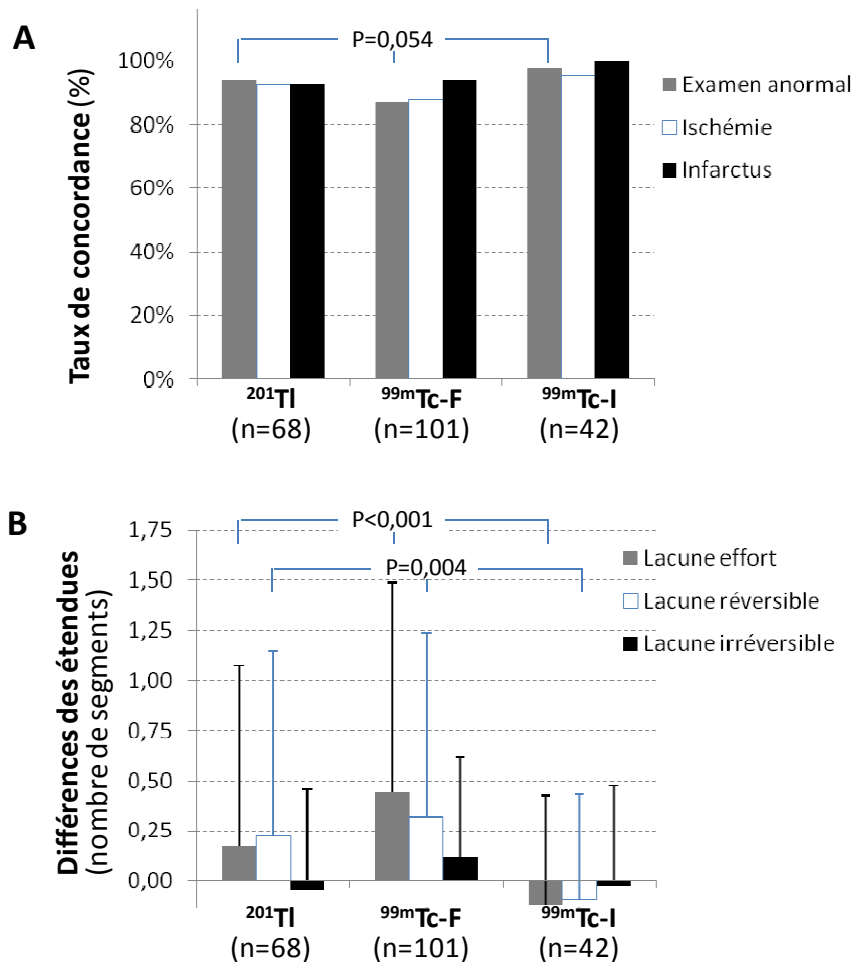 A
P=0,054
Taux de concordance (%)
100%
80%
60%
40%
20%
0%
Examen anormal
Ischémie
Infarctus
²⁰¹Tl
(n=68)
⁹⁹ᵐTc-F
(n=101)
⁹⁹ᵐTc-I
(n=42)
B
P<0,001
P=0,004
Différences des étendues
(nombre de segments)
1,75
1,50
1,25
1,00
0,75
0,50
0,25
0,00
Lacune effort
Lacune réversible
Lacune irréversible
²⁰¹Tl
(n=68)
⁹⁹ᵐTc-F
(n=101)
⁹⁹ᵐTc-I
(n=42)